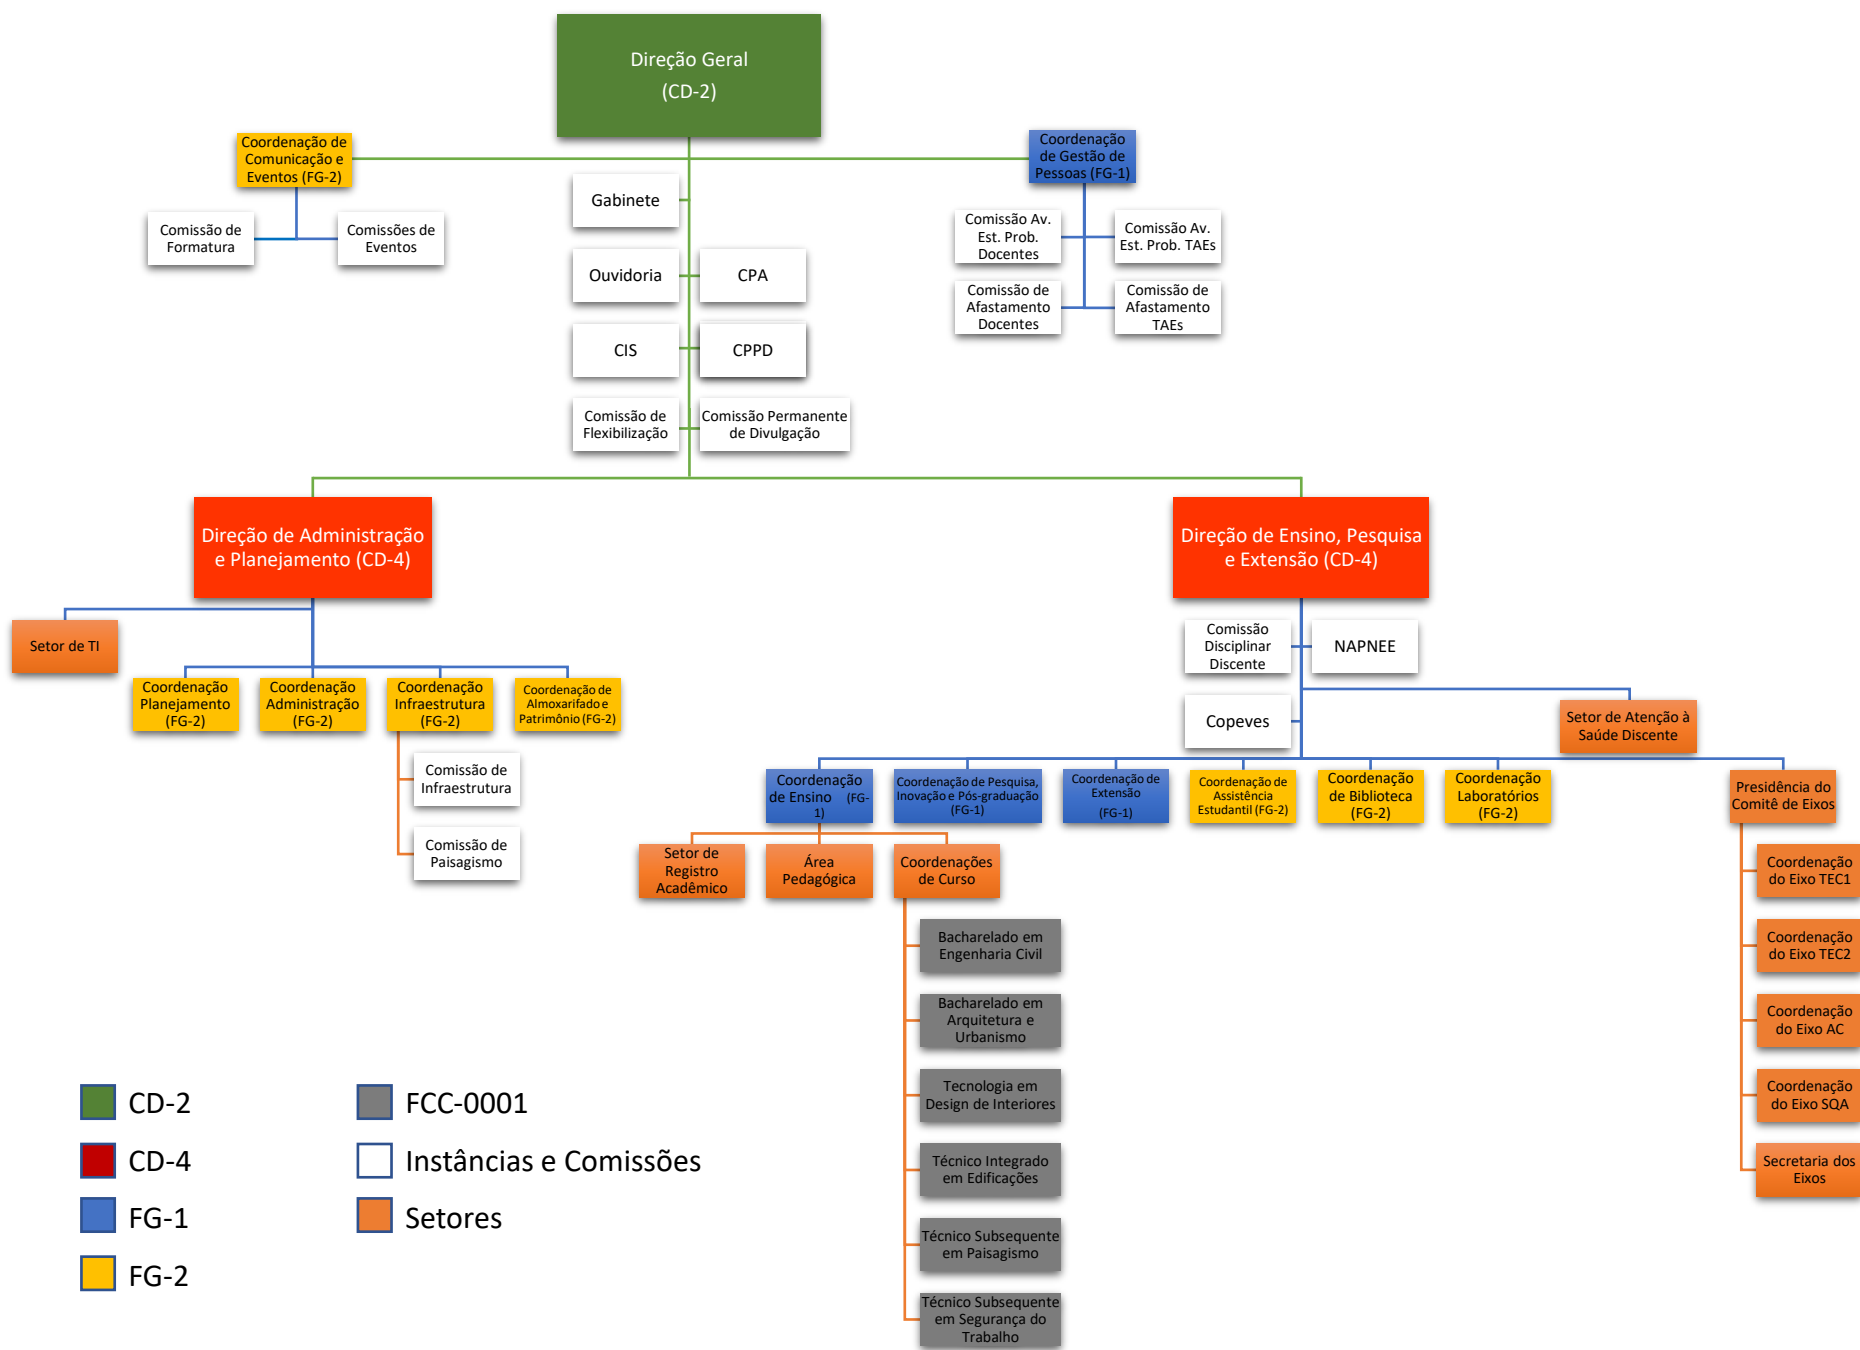 Direção Geral
(CD-2)
Coordenação de
Comunicação e
Eventos (FG-2)
Coordenação
de Gestão de
Pessoas (FG-1)
Gabinete
Comissão de
Formatura
Comissões de
Eventos
Comissão Av.
Est. Prob.
Docentes
Comissão Av.
Est. Prob. TAEs
Ouvidoria
CPA
Comissão de
Afastamento
Docentes
Comissão de
Afastamento
TAEs
CIS
CPPD
Comissão de
Flexibilização
Comissão Permanente
de Divulgação
Direção de Administração
e Planejamento (CD-4)
Direção de Ensino, Pesquisa
e Extensão (CD-4)
Setor de TI
Comissão
Disciplinar
Discente
NAPNEE
Coordenação
Planejamento
(FG-2)
Coordenação
Administração
(FG-2)
Coordenação
Infraestrutura
(FG-2)
Coordenação de
Almoxarifado e
Patrimônio (FG-2)
Copeves
Setor de Atenção à
Saúde Discente
Comissão de
Infraestrutura
Comissão de
Paisagismo
Coordenação
de Ensino (FG-
1)
Coordenação de Pesquisa,
Inovação e Pós-graduação
(FG-1)
Coordenação de
Extensão
(FG-1)
Coordenação de
Assistência
Estudantil (FG-2)
Coordenação
de Biblioteca
(FG-2)
Coordenação
Laboratórios
(FG-2)
Presidência do
Comitê de Eixos
Setor de
Registro
Acadêmico
Área
Pedagógica
Coordenações
de Curso
Coordenação
do Eixo TEC1
Coordenação
do Eixo TEC2
Coordenação
do Eixo AC
Coordenação
do Eixo SQA
Secretaria dos
Eixos
Bacharelado em
Engenharia Civil
Bacharelado em
Arquitetura e
Urbanismo
Tecnologia em
Design de Interiores
Técnico Integrado
em Edificações
Técnico Subsequente
em Paisagismo
Técnico Subsequente
em Segurança do
Trabalho
CD-2
CD-4
FG-1
FG-2
FCC-0001
Instâncias e Comissões
Setores